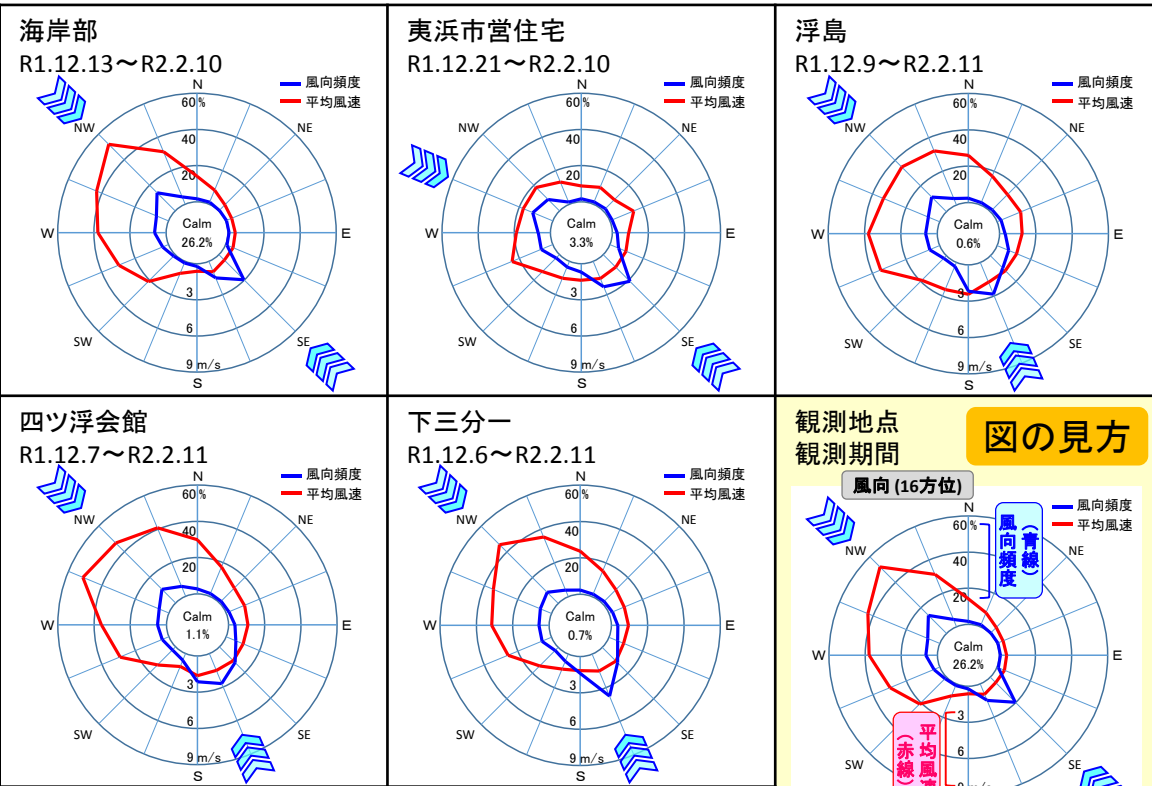 海岸部
R1.12.13～R2.2.10
風向頻度
平均風速
N
NE
E
SE
S
SW
W
NW
60%
40
20
Calm
26.2%
3
6
9 m/s
夷浜市営住宅
R1.12.21～R2.2.10
風向頻度
平均風速
N
NE
E
SE
S
SW
W
NW
60%
40
20
Calm
3.3%
3
6
9 m/s
浮島
R1.12.9～R2.2.11
風向頻度
平均風速
N
NE
E
SE
S
SW
W
NW
60%
40
20
Calm
0.6%
3
6
9 m/s
四ツ浮会館
R1.12.7～R2.2.11
風向頻度
平均風速
N
NE
E
SE
S
SW
W
NW
60%
40
20
Calm
1.1%
3
6
9 m/s
下三分一
R1.12.6～R2.2.11
風向頻度
平均風速
N
NE
E
SE
S
SW
W
NW
60%
40
20
Calm
0.7%
3
6
9 m/s
観測地点
観測期間
図の見方
風向 (16方位)
風向頻度
平均風速
N
NE
E
SE
SW
W
NW
60%
40
20
風向頻度
（青線）
Calm
26.2%
3
6
平均風速
（赤線）